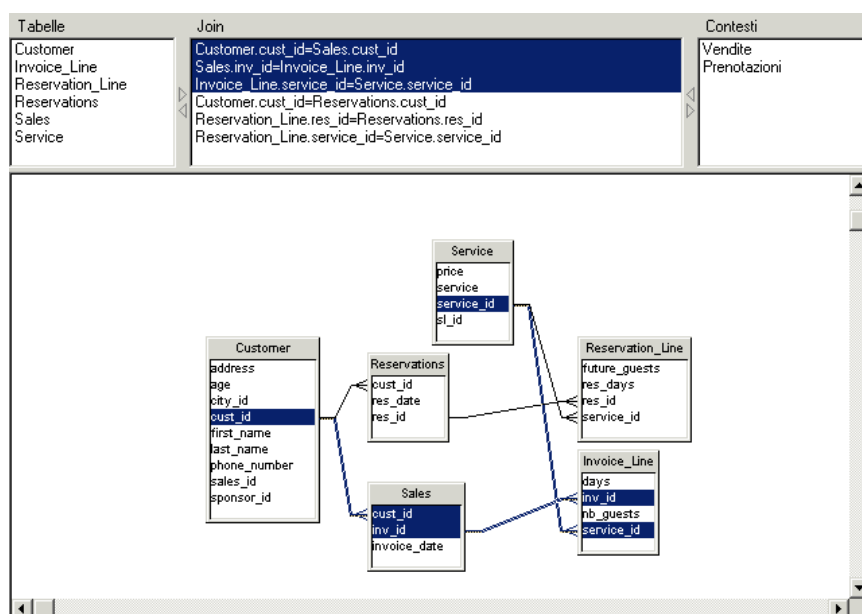 Tabelle
Join
Contesti
Customer
Invoice_Line
Reservation_Line
Reservations
Sales
Service
Customer.cust_id=Sales.cust_id
Sales.inv_id=Invoice_Line.inv_id
Invoice_Line.service_id=Service.service_id
Customer.cust_id=Reservations.cust_id
Reservation_Line.res_id=Reservations.res_id
Reservation_Line.service_id=Service.service_id
Vendite
Prenotazioni
Service
price
service
service_id
sl_id
Customer
address
age
city_id
cust_id
first_name
last_name
phone_number
sales_id
sponsor_id
Reservations
cust_id
res_date
res_id
Reservation_Line
future_guests
res_days
res_id
service_id
Sales
cust_id
inv_id
invoice_date
Invoice_Line
days
inv_id
nb_guests
service_id